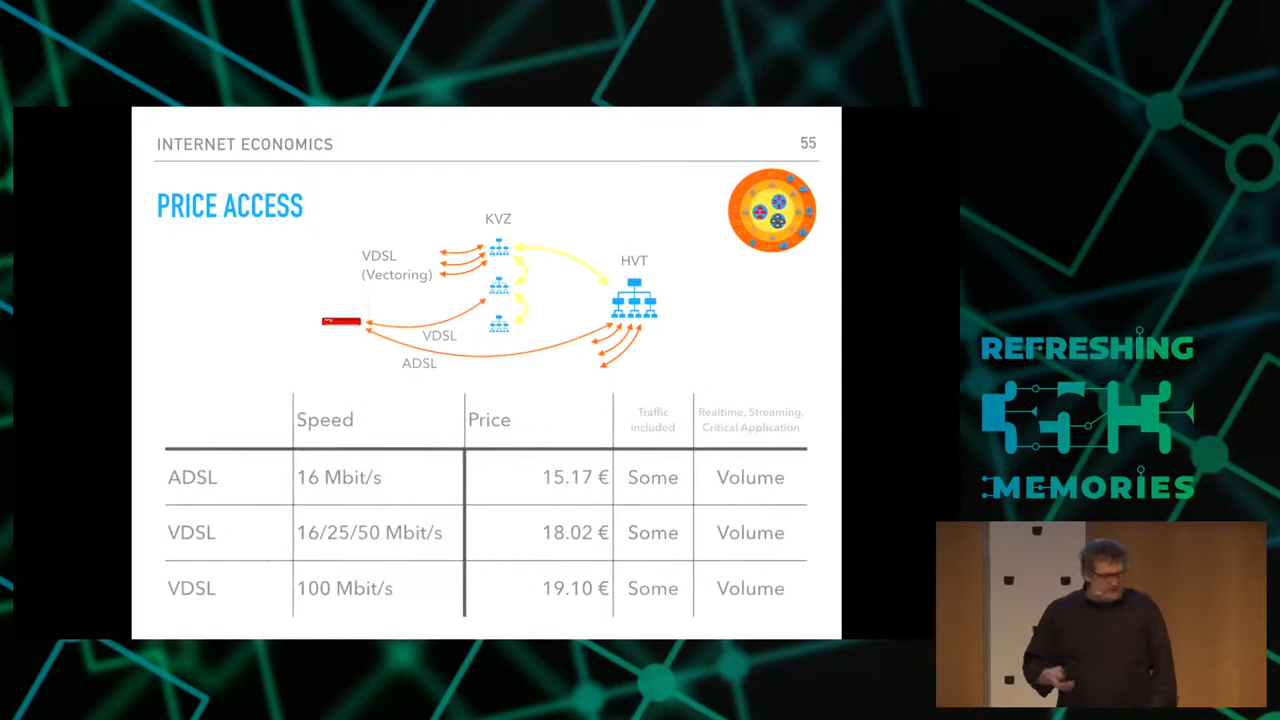 INTERNET ECONOMICS
55
PRICE ACCESS
KVZ
VDSL
(Vectoring)
HVT
VDSL
ADSL
Speed
Price
Traffic
included
Realtime, Streaming,
Critical Application
ADSL
16 Mbit/s
15.17 €
Some
Volume
VDSL
16/25/50 Mbit/s
18.02 €
Some
Volume
VDSL
100 Mbit/s
19.10 €
Some
Volume
REFRESHING
MEMORIES